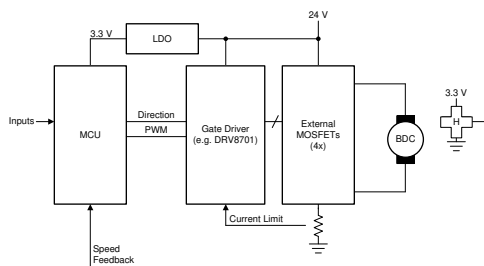 24 V
3.3 V
LDO
3.3 V
Inputs
MCU
Direction
PWM
Gate Driver
(e.g. DRV8701)
External
MOSFETs
(4x)
BDC
H
Current Limit
Speed
Feedback